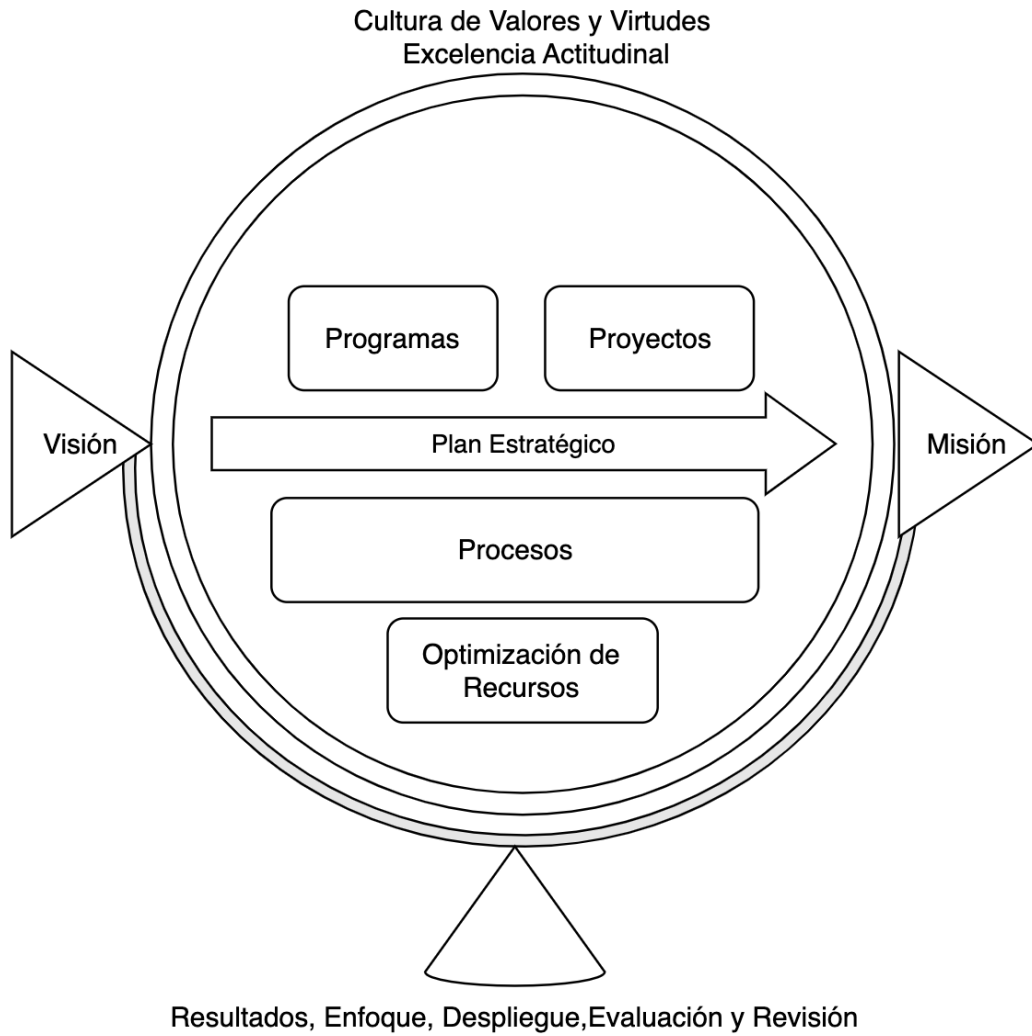 Cultura de Valores y Virtudes
Excelencia Actitudinal
Programas
Proyectos
Visión
Plan Estratégico
Misión
Procesos
Optimización de
Recursos
Resultados, Enfoque, Despliegue,Evaluación y Revisión